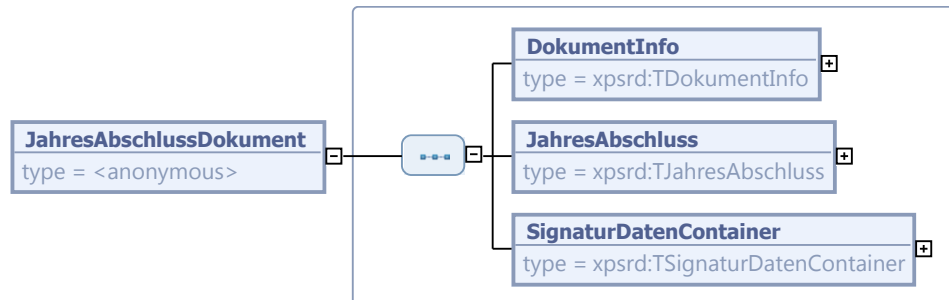 DokumentInfo
type = xpsrd:TDokumentInfo
JahresAbschlussDokument
type = <anonymous>
JahresAbschluss
type = xpsrd:TJahresAbschluss
SignaturDatenContainer
type = xpsrd:TSignaturDatenContainer